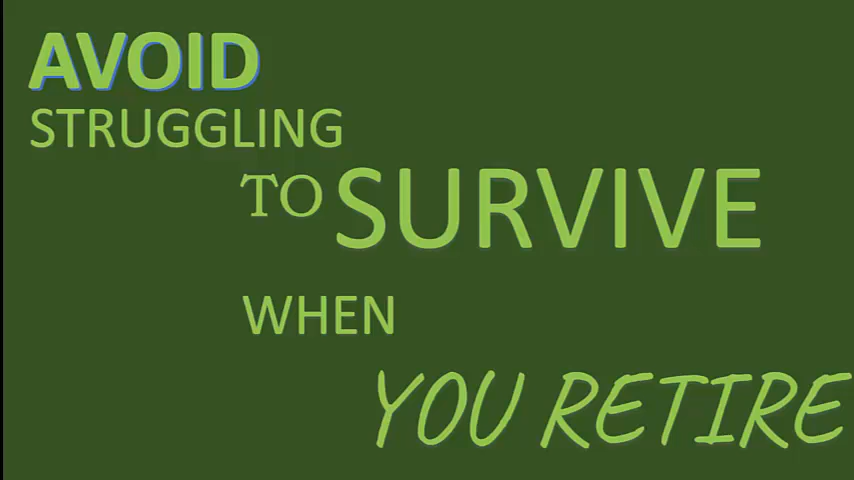 AVOID
STRUGGLING
TO SURVIVE
WHEN
YOU RETIRE